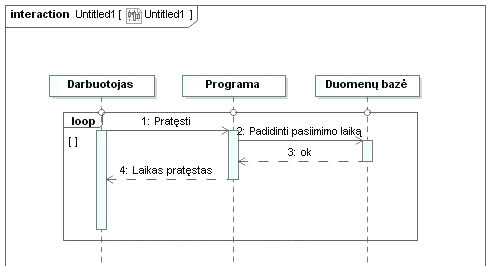 interaction Untitled1 [ Untitled1 ]
Darbuotojas Programa Duomenų bazė
loop
[ ]
1: Pratęsti
2: Padidinti pasiimimo laiką
3: ok
4: Laikas pratęstas